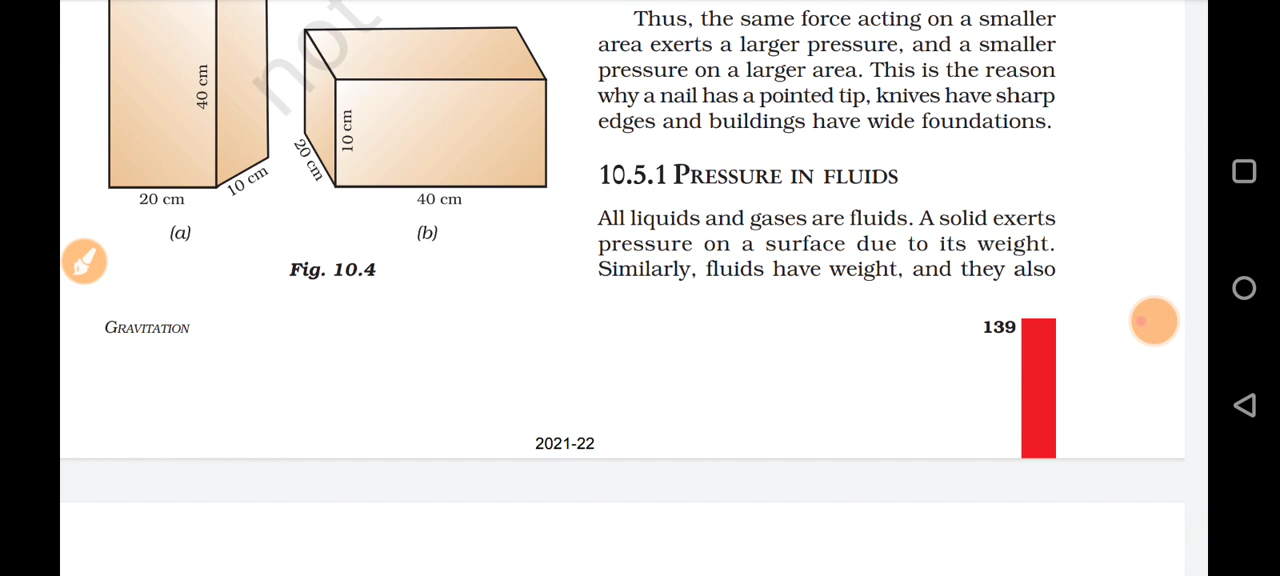 40 cm
20 cm
10 cm
(a)
not
10 cm
20 cm
40 cm
(b)
Fig. 10.4
Thus, the same force acting on a smaller
area exerts a larger pressure, and a smaller
pressure on a larger area. This is the reason
why a nail has a pointed tip, knives have sharp
edges and buildings have wide foundations.
10.5.1 PRESSURE IN FLUIDS
All liquids and gases are fluids. A solid exerts
pressure on a surface due to its weight.
Similarly, fluids have weight, and they also
GRAVITATION
139
2021-22